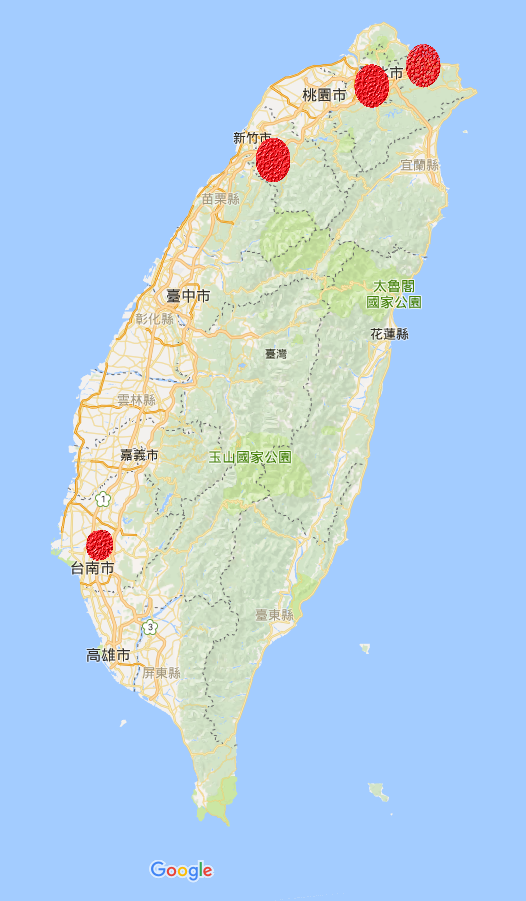 北市
桃園市
新竹市
宜蘭縣
苗栗縣
太魯閣
國家公園
臺中市
彰化縣
花蓮縣
臺灣
雲林縣
嘉義市
玉山國家公園
1
台南市
臺東縣
3
高雄市
屏東縣
Google